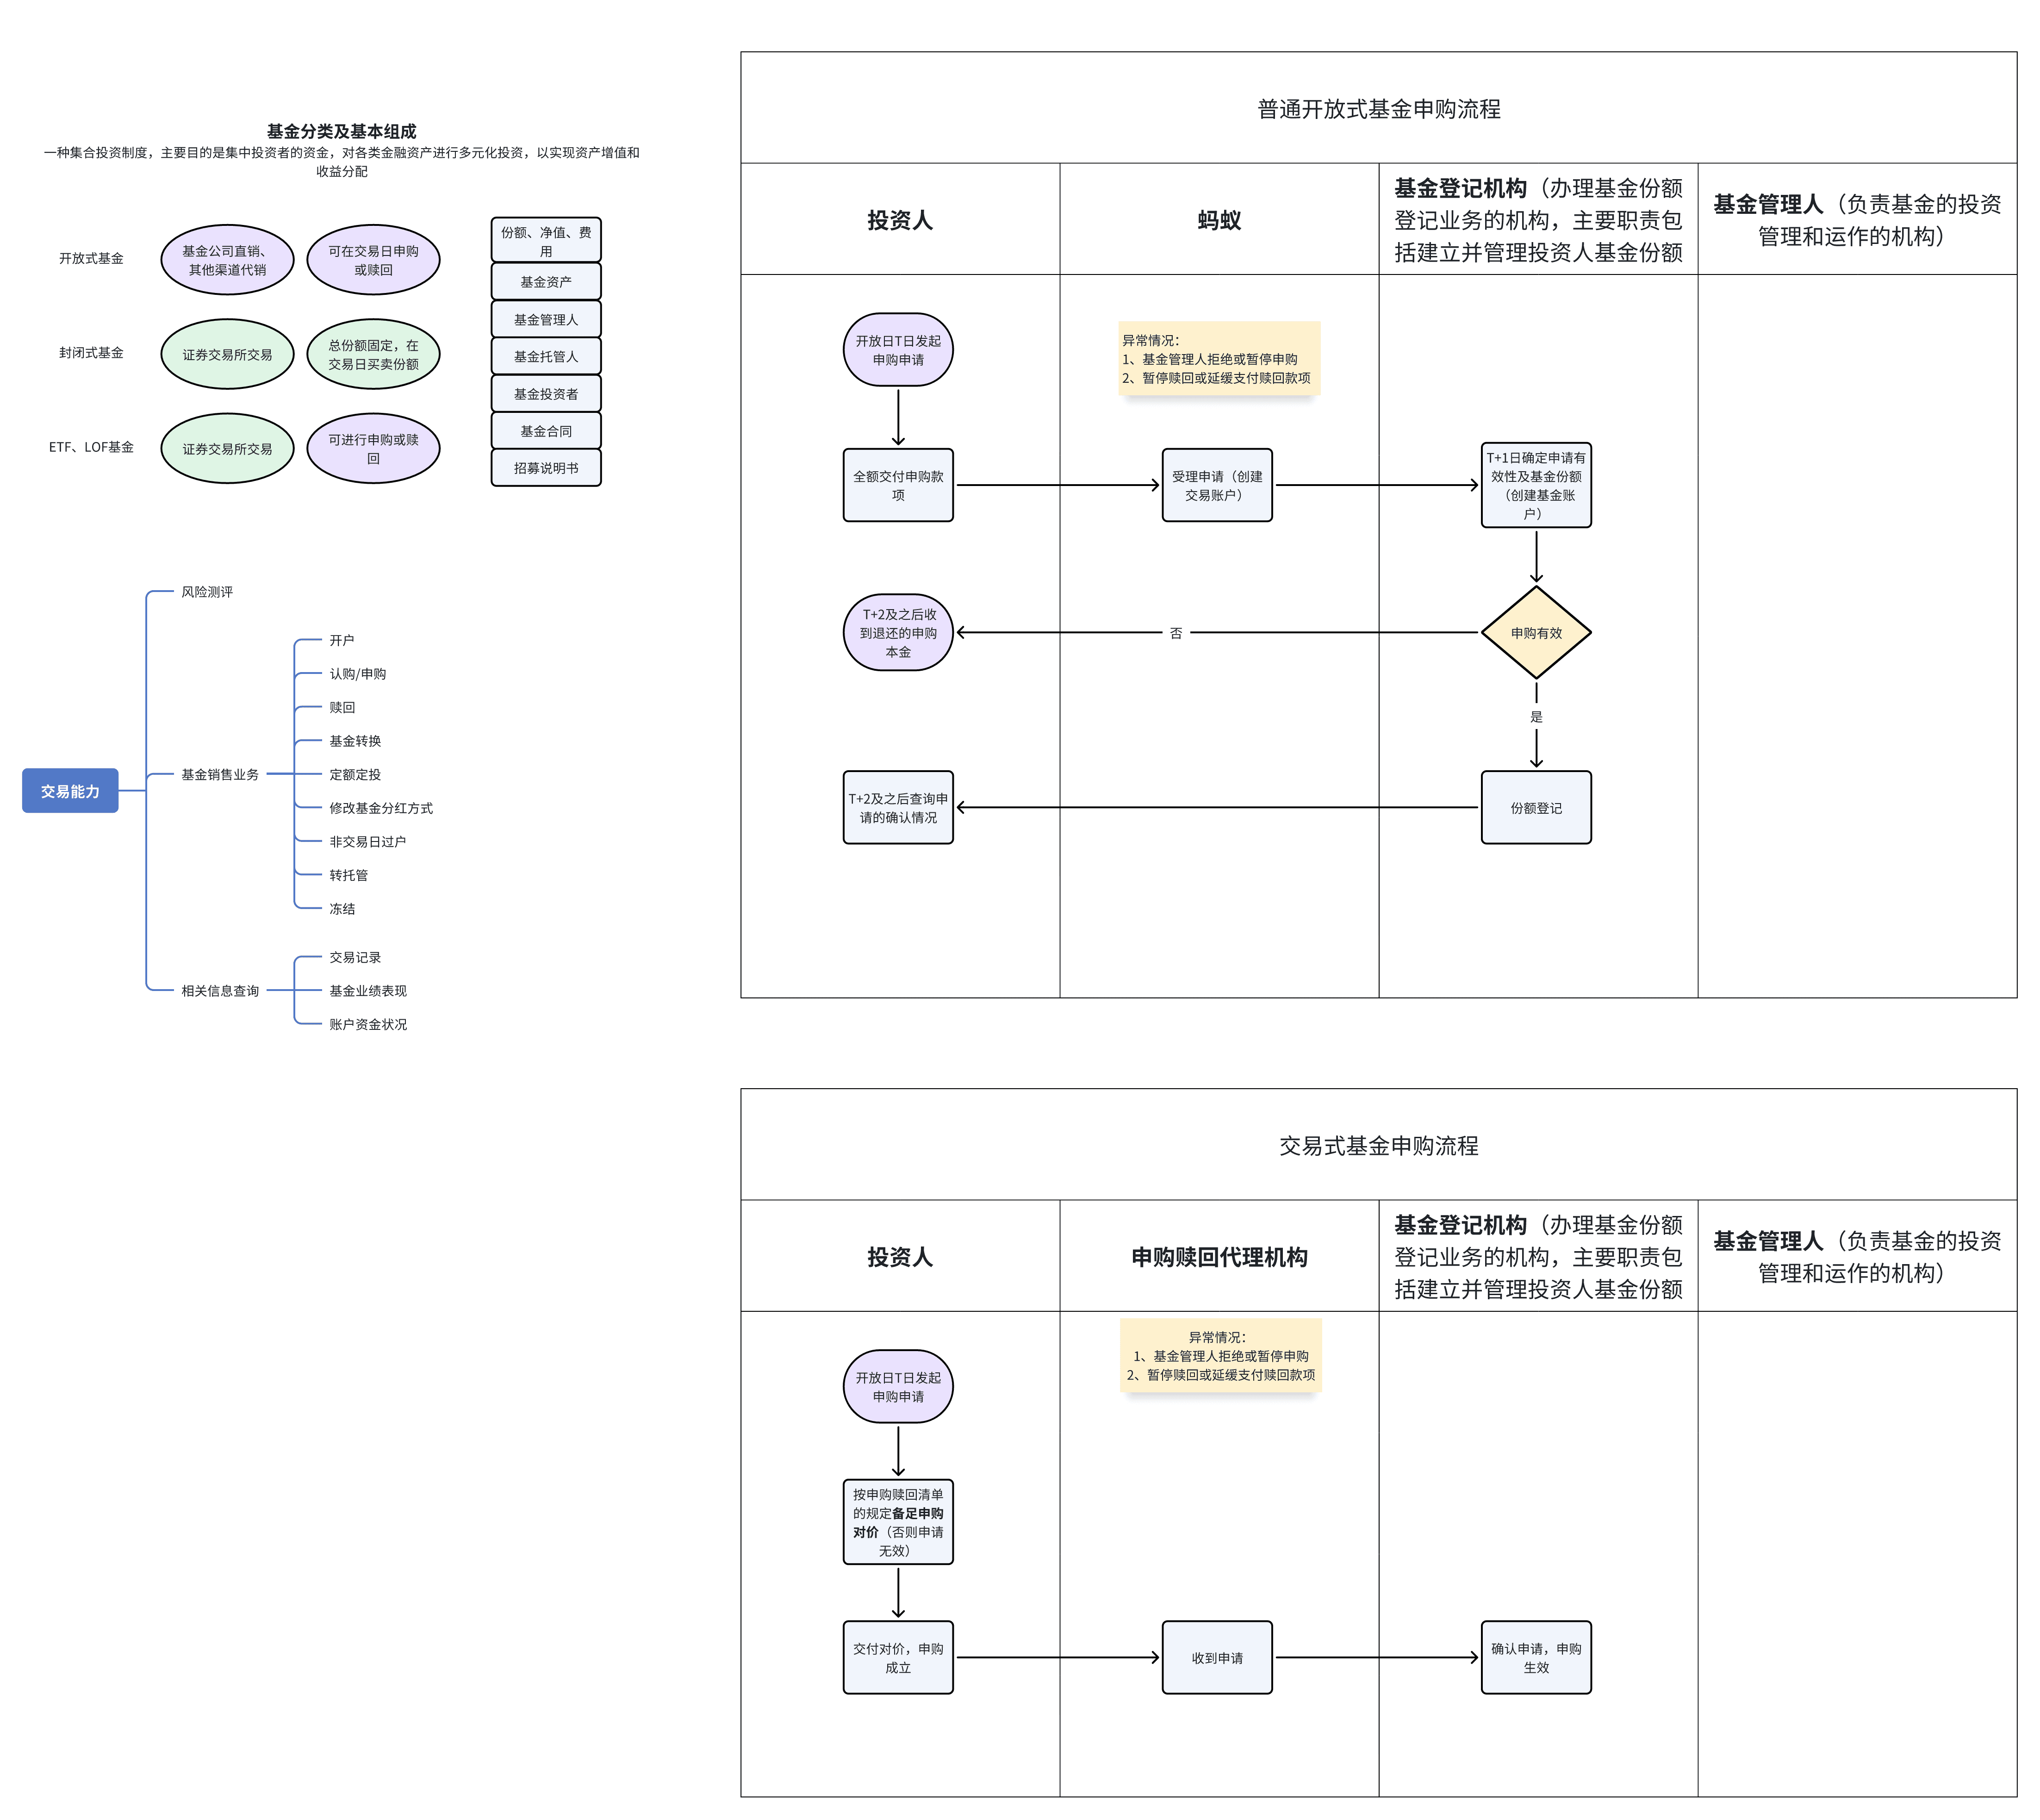 基金分类及基本组成
一种集合投资制度，主要目的是集中投资者的资金，对各类金融资产进行多元化投资，以实现资产增值和
收益分配
开放式基金
基金公司直销、
其他渠道代销
可在交易日申购
或赎回
封闭式基金
证券交易所交易
总份额固定，在
交易日买卖份额
ETF、LOF基金
证券交易所交易
可进行申购或赎
回
份额、净值、费
用
基金资产
基金管理人
基金托管人
基金投资者
基金合同
招募说明书
交易能力
风险测评
基金销售业务
开户
认购/申购
赎回
基金转换
定额定投
修改基金分红方式
非交易日过户
转托管
冻结
相关信息查询
交易记录
基金业绩表现
账户资金状况
普通开放式基金申购流程
投资人
蚂蚁
基金登记机构（办理基金份额
登记业务的机构，主要职责包
括建立并管理投资人基金份额
基金管理人（负责基金的投资
管理和运作的机构）
开放日T日发起
申购申请
异常情况：
1、基金管理人拒绝或暂停申购
2、暂停赎回或延缓支付赎回款项
全额交付申购款
项
受理申请（创建
交易账户）
T+1日确定申请有
效性及基金份额
（创建基金账
户）
T+2及之后收
到退还的申购
本金
否
申购有效
是
T+2及之后查询申
请的确认情况
份额登记
交易式基金申购流程
投资人
申购赎回代理机构
基金登记机构（办理基金份额
登记业务的机构，主要职责包
括建立并管理投资人基金份额
基金管理人（负责基金的投资
管理和运作的机构）
异常情况：
1、基金管理人拒绝或暂停申购
2、暂停赎回或延缓支付赎回款项
开放日T日发起
申购申请
按申购赎回清单
的规定备足申购
对价（否则申请
无效）
交付对价，申购
成立
收到申请
确认申请，申购
生效